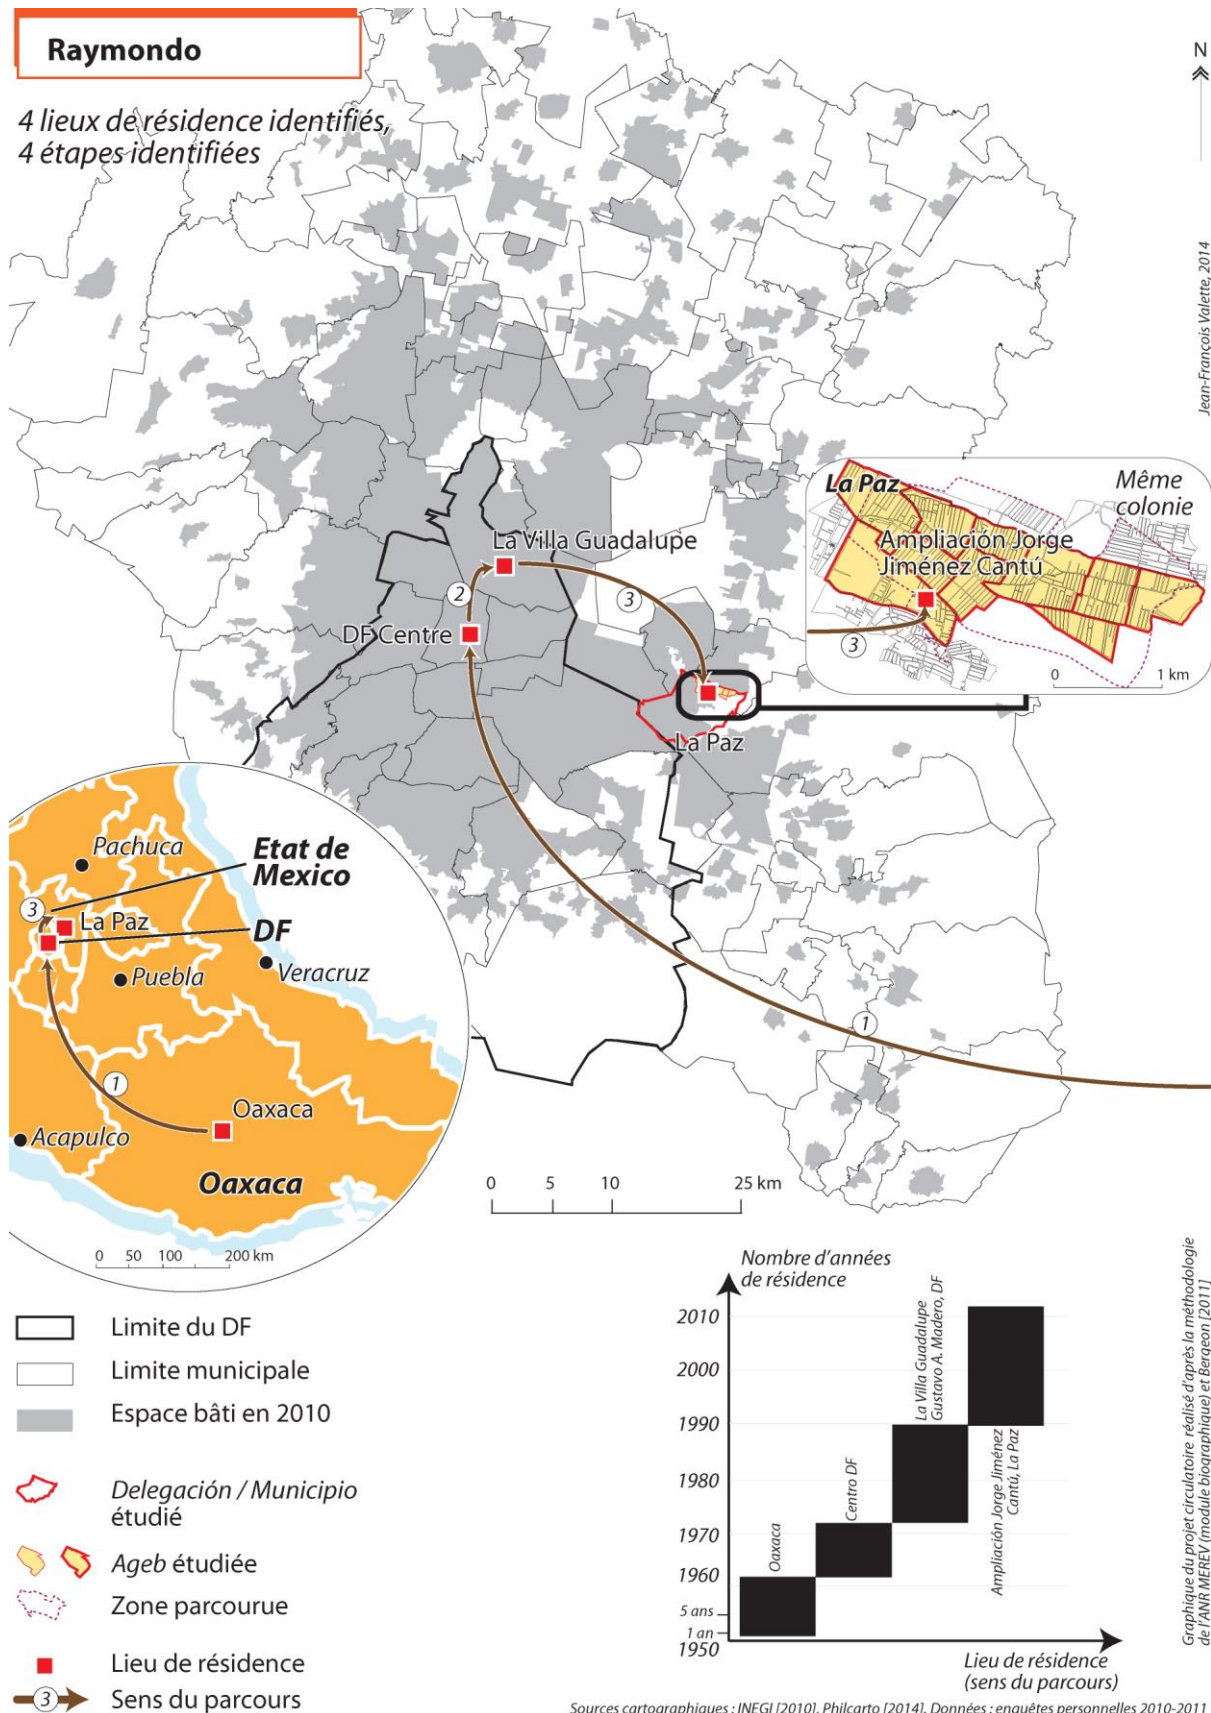 Raymondo
4 lieux de résidence identifiés,
4 étapes identifiées
N
Jean-François Valette, 2014
La Paz
Même
colonie
Ampliación Jorge
Jiménez Cantú
3
0 1 km
La Villa Guadalupe
2
3
DF Centre
La Paz
1
Pachuca
Etat de
Mexico
3
La Paz
DF
Puebla
Veracruz
1
Oaxaca
Acapulco
Oaxaca
0 50 100 200 km
0 5 10 25 km
Limite du DF
Limite municipale
Espace bâti en 2010
Delegación / Municipio
étudié
Ageb étudiée
Zone parcourue
Lieu de résidence
3 Sens du parcours
Nombre d'années
de résidence
2010
2000
1990
1980
1970
1960
5 ans
1 an
1950
Oaxaca
Centro DF
La Villa Guadalupe
Gustavo A. Madero, DF
Ampliación Jorge Jiménez
Cantú, La Paz
Lieu de résidence
(sens du parcours)
Graphique du projet circulatoire réalisé d'après la méthodologie
de l'ANR MEREV (module biographique) et Bergeon [2011]
Sources cartographiques : INEGI [2010], Philcarto [2014]. Données : enquêtes personnelles 2010-2011